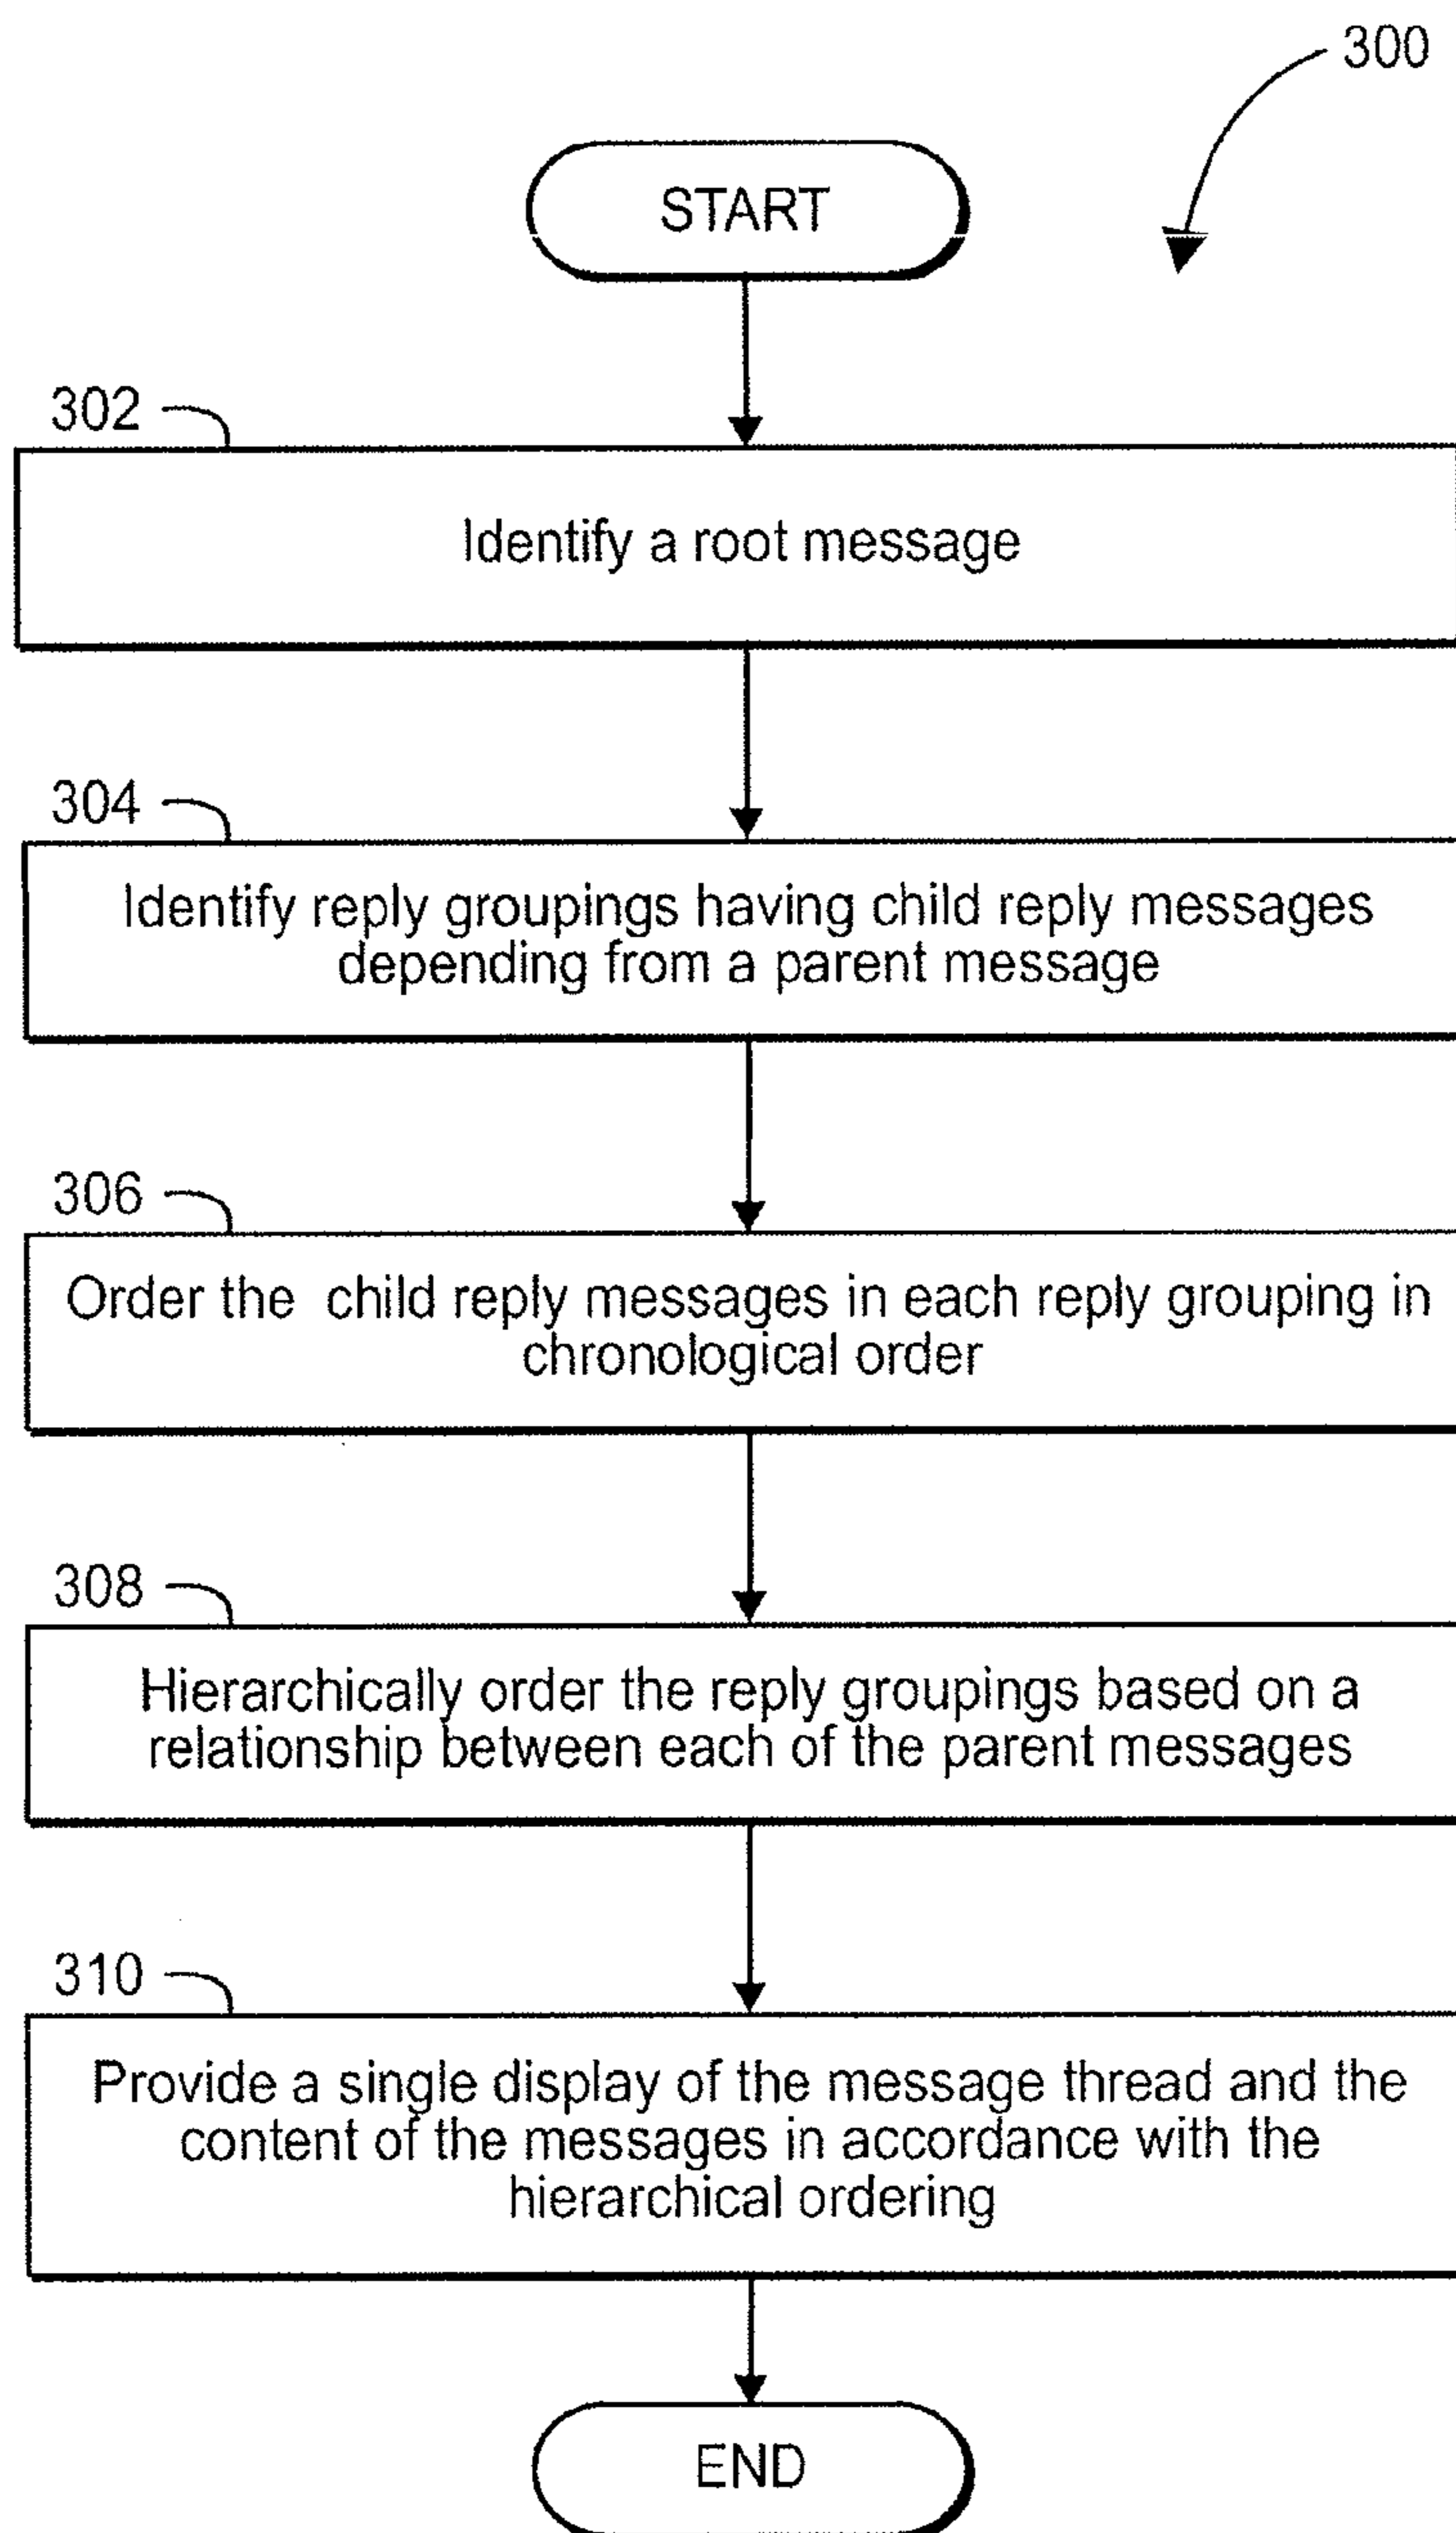 300
START
302
Identify a root message
304
Identify reply groupings having child reply messages
depending from a parent message
306
Order the child reply messages in each reply grouping in
chronological order
308
Hierarchically order the reply groupings based on a
relationship between each of the parent messages
310
Provide a single display of the message thread and the
content of the messages in accordance with the
hierarchical ordering
END